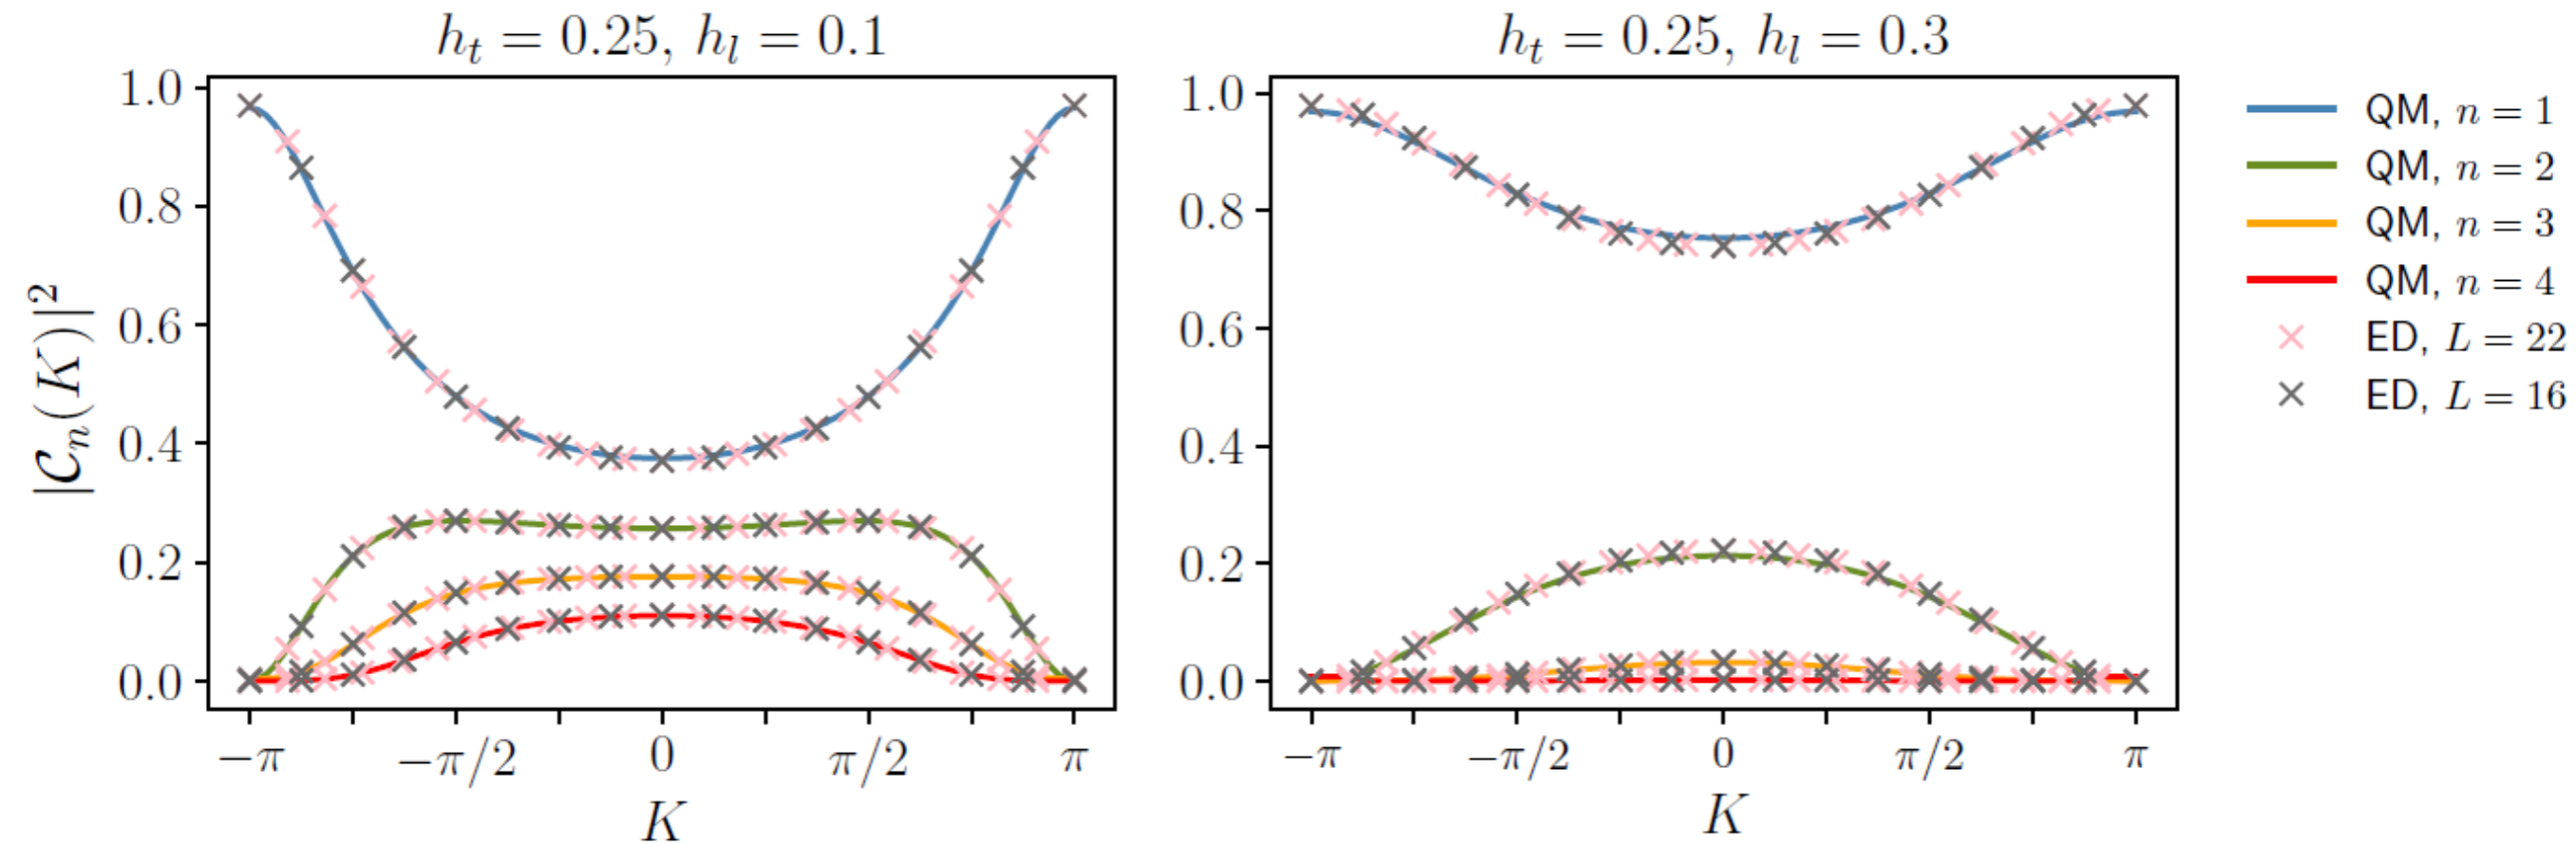 h_t = 0.25, h_l = 0.1
|𝒞_n(K)|^2
1.0
0.8
0.6
0.4
0.2
0.0
−π
−π/2
0
π/2
π
K
h_t = 0.25, h_l = 0.3
1.0
0.8
0.6
0.4
0.2
0.0
−π
−π/2
0
π/2
π
K
QM, n = 1
QM, n = 2
QM, n = 3
QM, n = 4
ED, L = 22
ED, L = 16